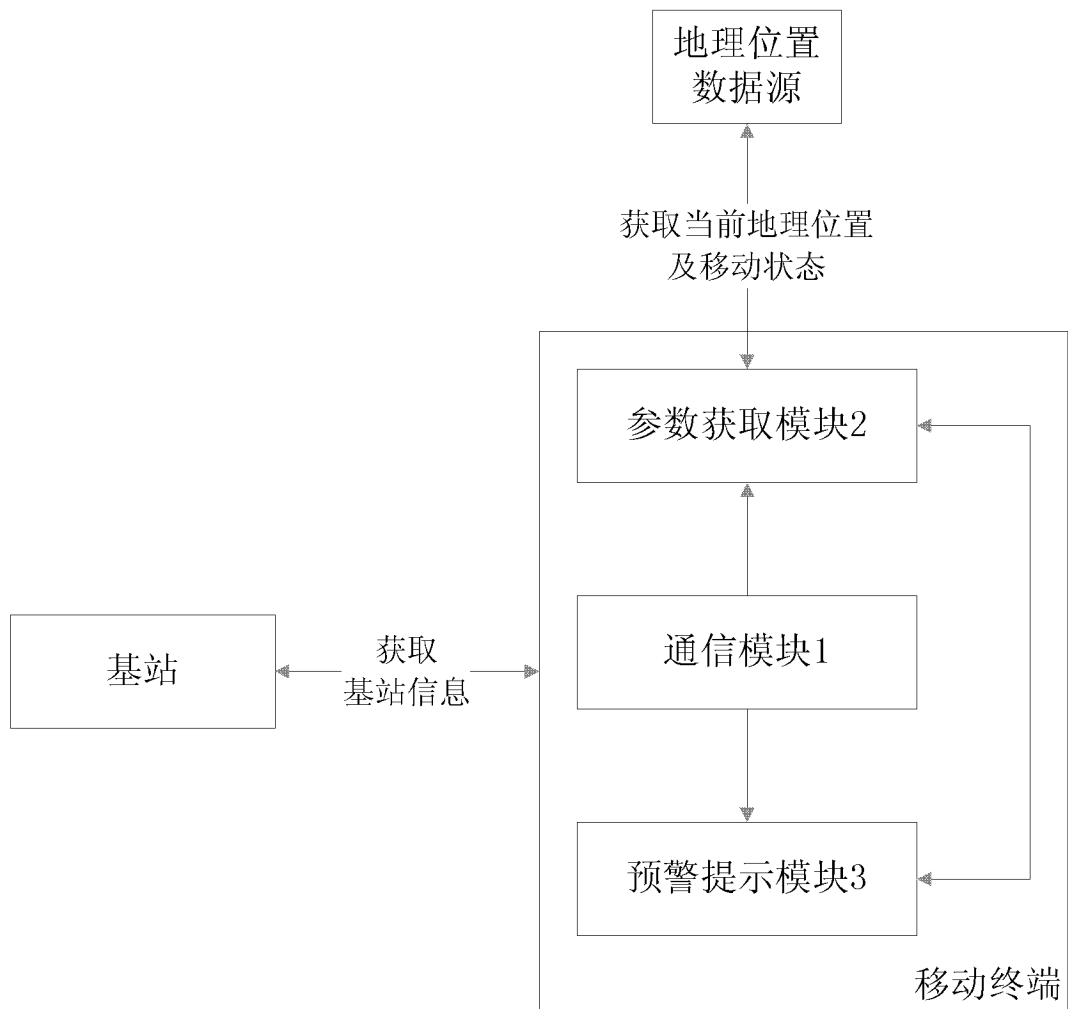 地理位置
数据源
获取当前地理位置
及移动状态
参数获取模块2
通信模块1
基站
获取
基站信息
预警提示模块3
移动终端